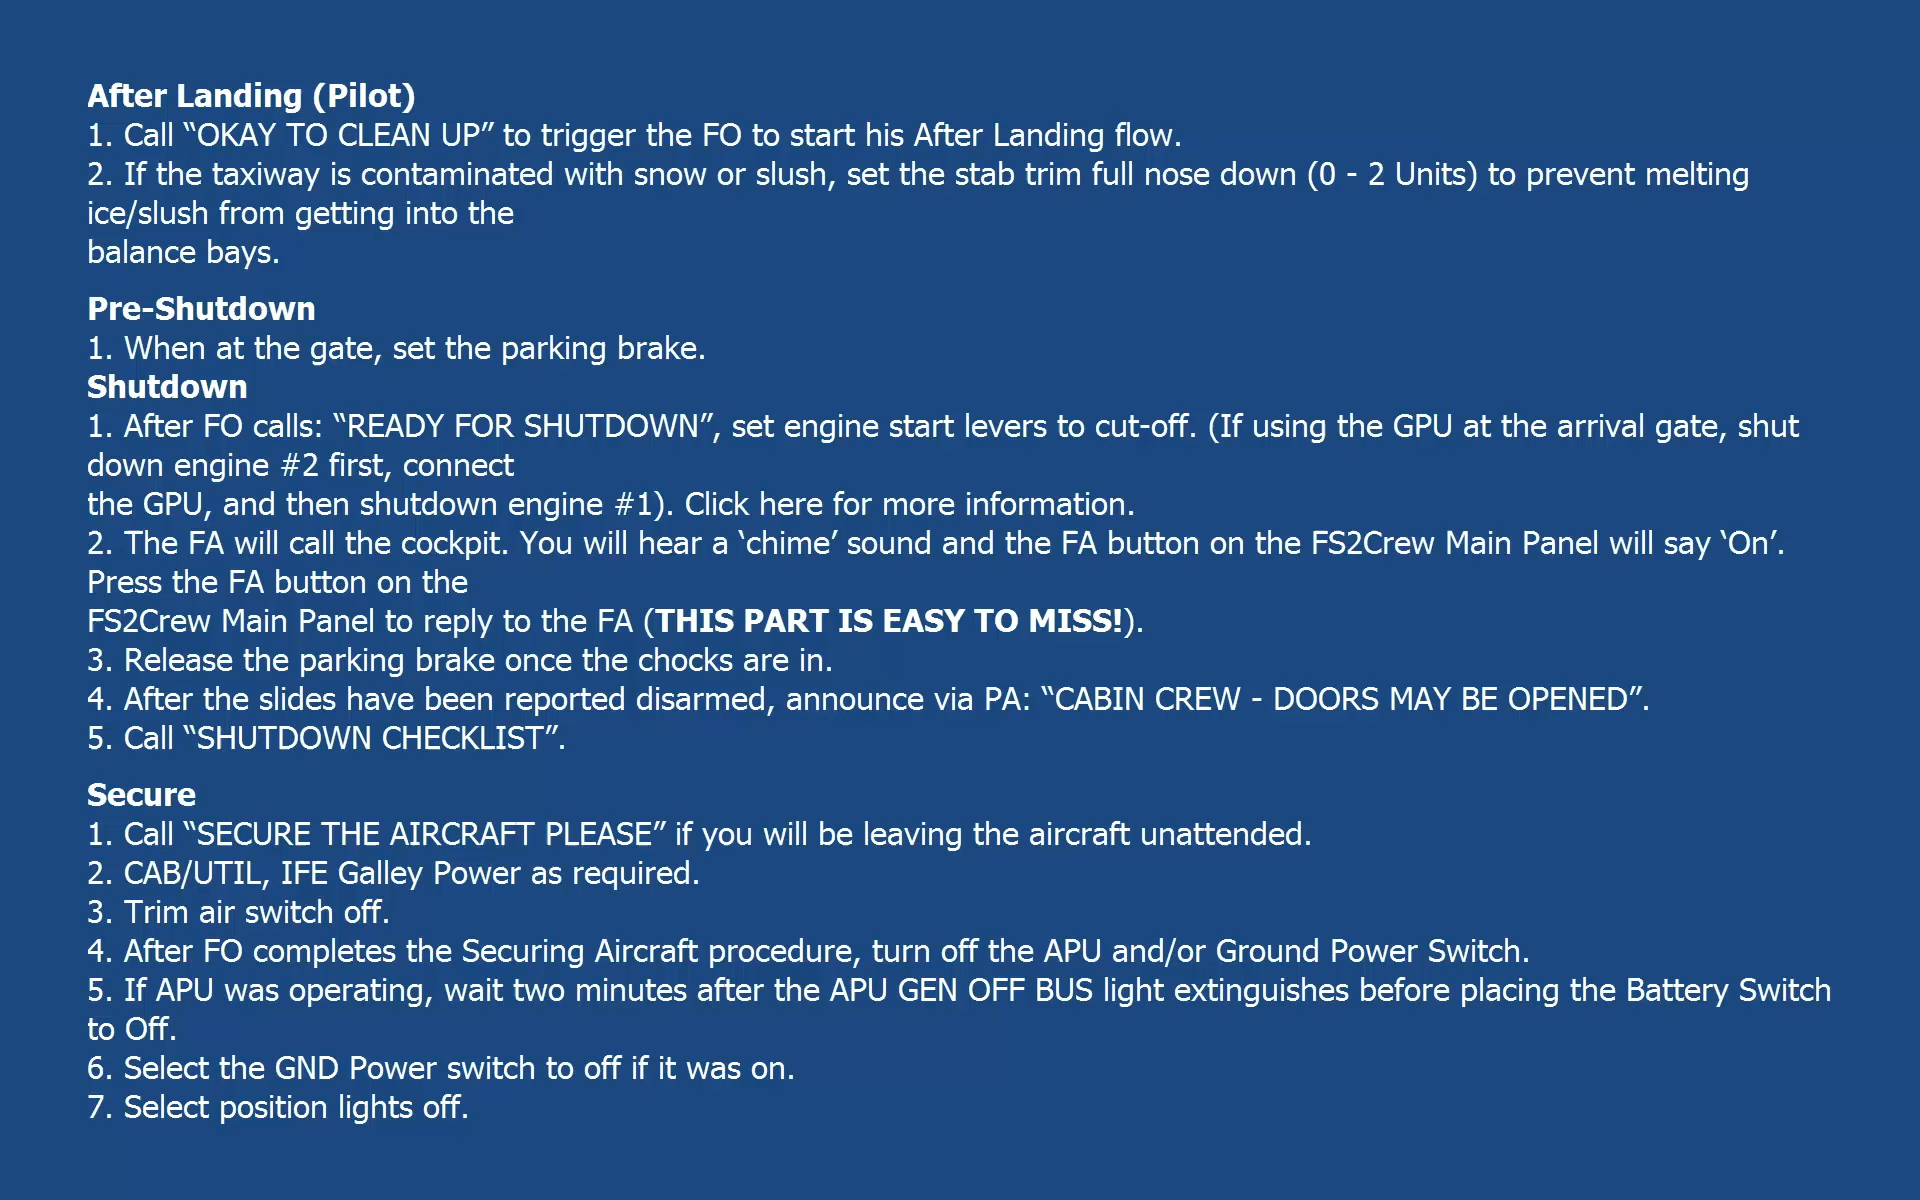 After Landing (Pilot)
1. Call “OKAY TO CLEAN UP” to trigger the FO to start his After Landing flow.
2. If the taxiway is contaminated with snow or slush, set the stab trim full nose down (0 - 2 Units) to prevent melting
ice/slush from getting into the
balance bays.
Pre-Shutdown
1. When at the gate, set the parking brake.
Shutdown
1. After FO calls: “READY FOR SHUTDOWN”, set engine start levers to cut-off. (If using the GPU at the arrival gate, shut
down engine #2 first, connect
the GPU, and then shutdown engine #1). Click here for more information.
2. The FA will call the cockpit. You will hear a ‘chime’ sound and the FA button on the FS2Crew Main Panel will say ‘On’.
Press the FA button on the
FS2Crew Main Panel to reply to the FA (THIS PART IS EASY TO MISS!).
3. Release the parking brake once the chocks are in.
4. After the slides have been reported disarmed, announce via PA: “CABIN CREW - DOORS MAY BE OPENED”.
5. Call “SHUTDOWN CHECKLIST”.
Secure
1. Call “SECURE THE AIRCRAFT PLEASE” if you will be leaving the aircraft unattended.
2. CAB/UTIL, IFE Galley Power as required.
3. Trim air switch off.
4. After FO completes the Securing Aircraft procedure, turn off the APU and/or Ground Power Switch.
5. If APU was operating, wait two minutes after the APU GEN OFF BUS light extinguishes before placing the Battery Switch
to Off.
6. Select the GND Power switch to off if it was on.
7. Select position lights off.